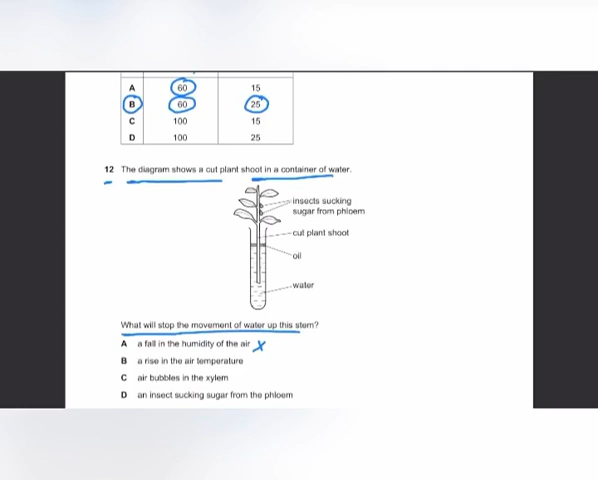 A 60 15
B 60 25
C 100 15
D 100 25
12 The diagram shows a cut plant shoot in a container of water.
insects sucking
sugar from phloem
cut plant shoot
oil
water
What will stop the movement of water up this stem?
A a fall in the humidity of the air X
B a rise in the air temperature
C air bubbles in the xylem
D an insect sucking sugar from the phloem